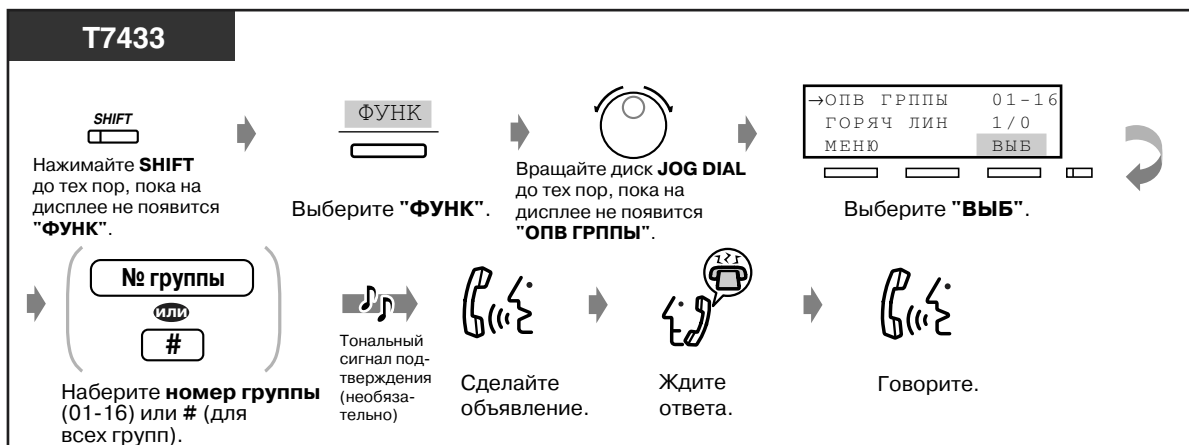 T7433
SHIFT
Нажимайте SHIFT
до тех пор, пока на
дисплее не появится
"ФУНК".
ФУНК
Выберите "ФУНК".
Вращайте диск JOG DIAL
до тех пор, пока на
дисплее не появится
"ОПВ ГРППЫ".
→ОПВ ГРППЫ 01-16
ГОРЯЧ ЛИН 1/0
МЕНЮ ВЫБ
Выберите "ВЫБ".
№ группы
или
#
Наберите номер группы
(01-16) или # (для
всех групп).
Тональный
сигнал под-
тверждения
(необяза-
тельно)
Сделайте
объявление.
Ждите
ответа.
Говорите.